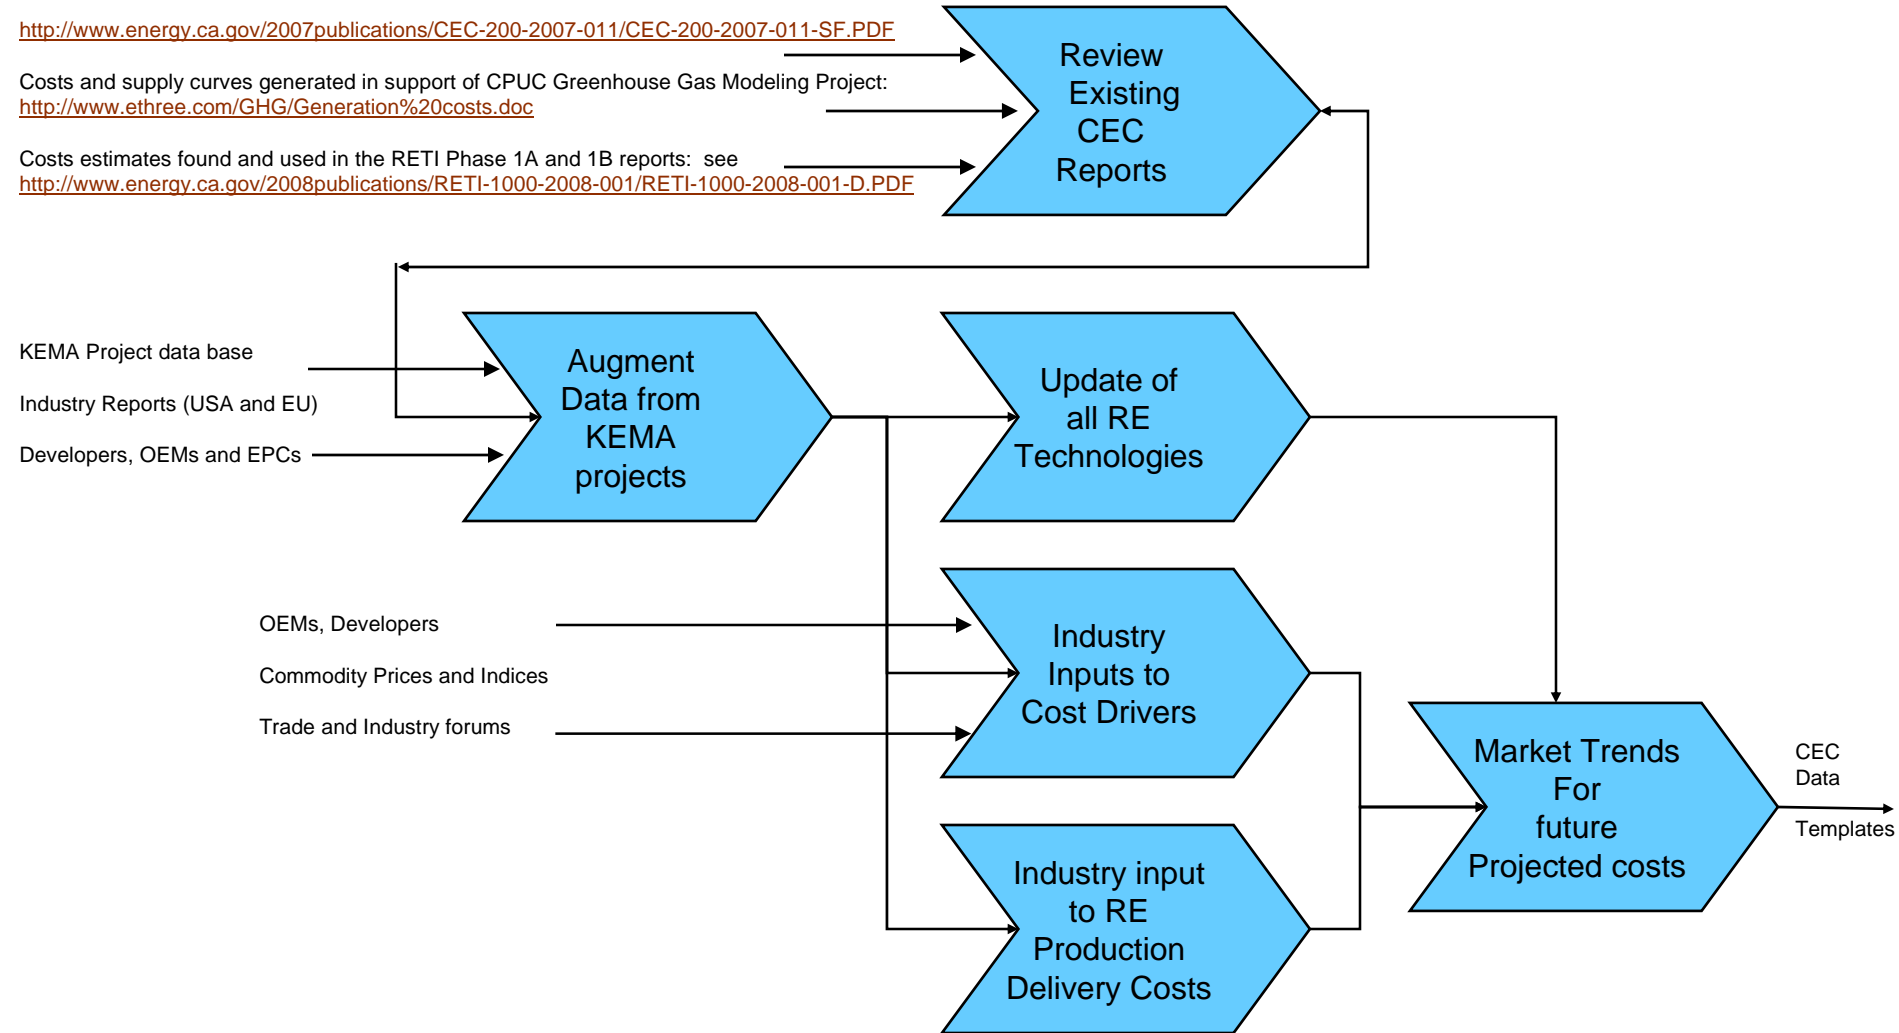 http://www.energy.ca.gov/2007publications/CEC-200-2007-011/CEC-200-2007-011-SF.PDF
Costs and supply curves generated in support of CPUC Greenhouse Gas Modeling Project:
http://www.ethree.com/GHG/Generation%20costs.doc
Costs estimates found and used in the RETI Phase 1A and 1B reports: see
http://www.energy.ca.gov/2008publications/RETI-1000-2008-001/RETI-1000-2008-001-D.PDF
Review
Existing
CEC
Reports
KEMA Project data base
Industry Reports (USA and EU)
Developers, OEMs and EPCs
Augment
Data from
KEMA
projects
Update of
all RE
Technologies
OEMs, Developers
Commodity Prices and Indices
Trade and Industry forums
Industry
Inputs to
Cost Drivers
Industry input
to RE
Production
Delivery Costs
Market Trends
For
future
Projected costs
CEC
Data
Templates